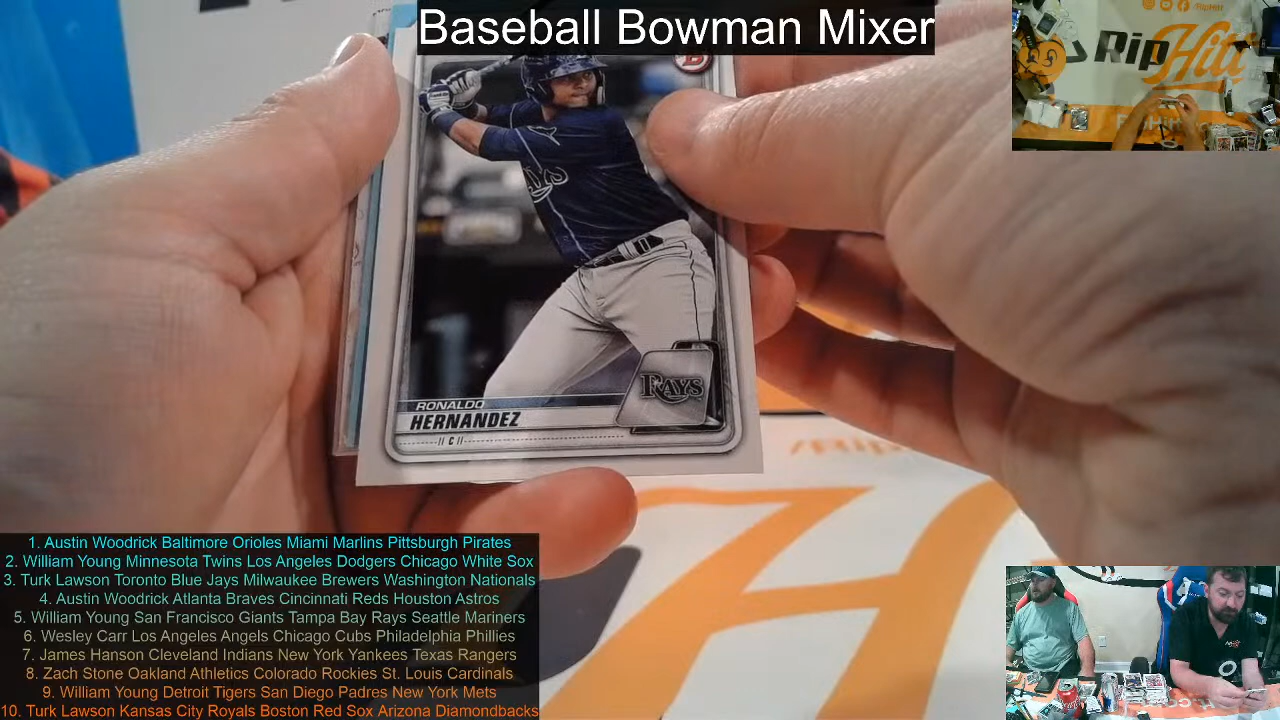 Baseball Bowman Mixer
RipHitt
RipHitt
B
Rays
RAYS
RONALDO
HERNANDEZ
C
1. Austin Woodrick Baltimore Orioles Miami Marlins Pittsburgh Pirates
2. William Young Minnesota Twins Los Angeles Dodgers Chicago White Sox
3. Turk Lawson Toronto Blue Jays Milwaukee Brewers Washington Nationals
4. Austin Woodrick Atlanta Braves Cincinnati Reds Houston Astros
5. William Young San Francisco Giants Tampa Bay Rays Seattle Mariners
6. Wesley Carr Los Angeles Angels Chicago Cubs Philadelphia Phillies
7. James Hanson Cleveland Indians New York Yankees Texas Rangers
8. Zach Stone Oakland Athletics Colorado Rockies St. Louis Cardinals
9. William Young Detroit Tigers San Diego Padres New York Mets
10. Turk Lawson Kansas City Royals Boston Red Sox Arizona Diamondbacks